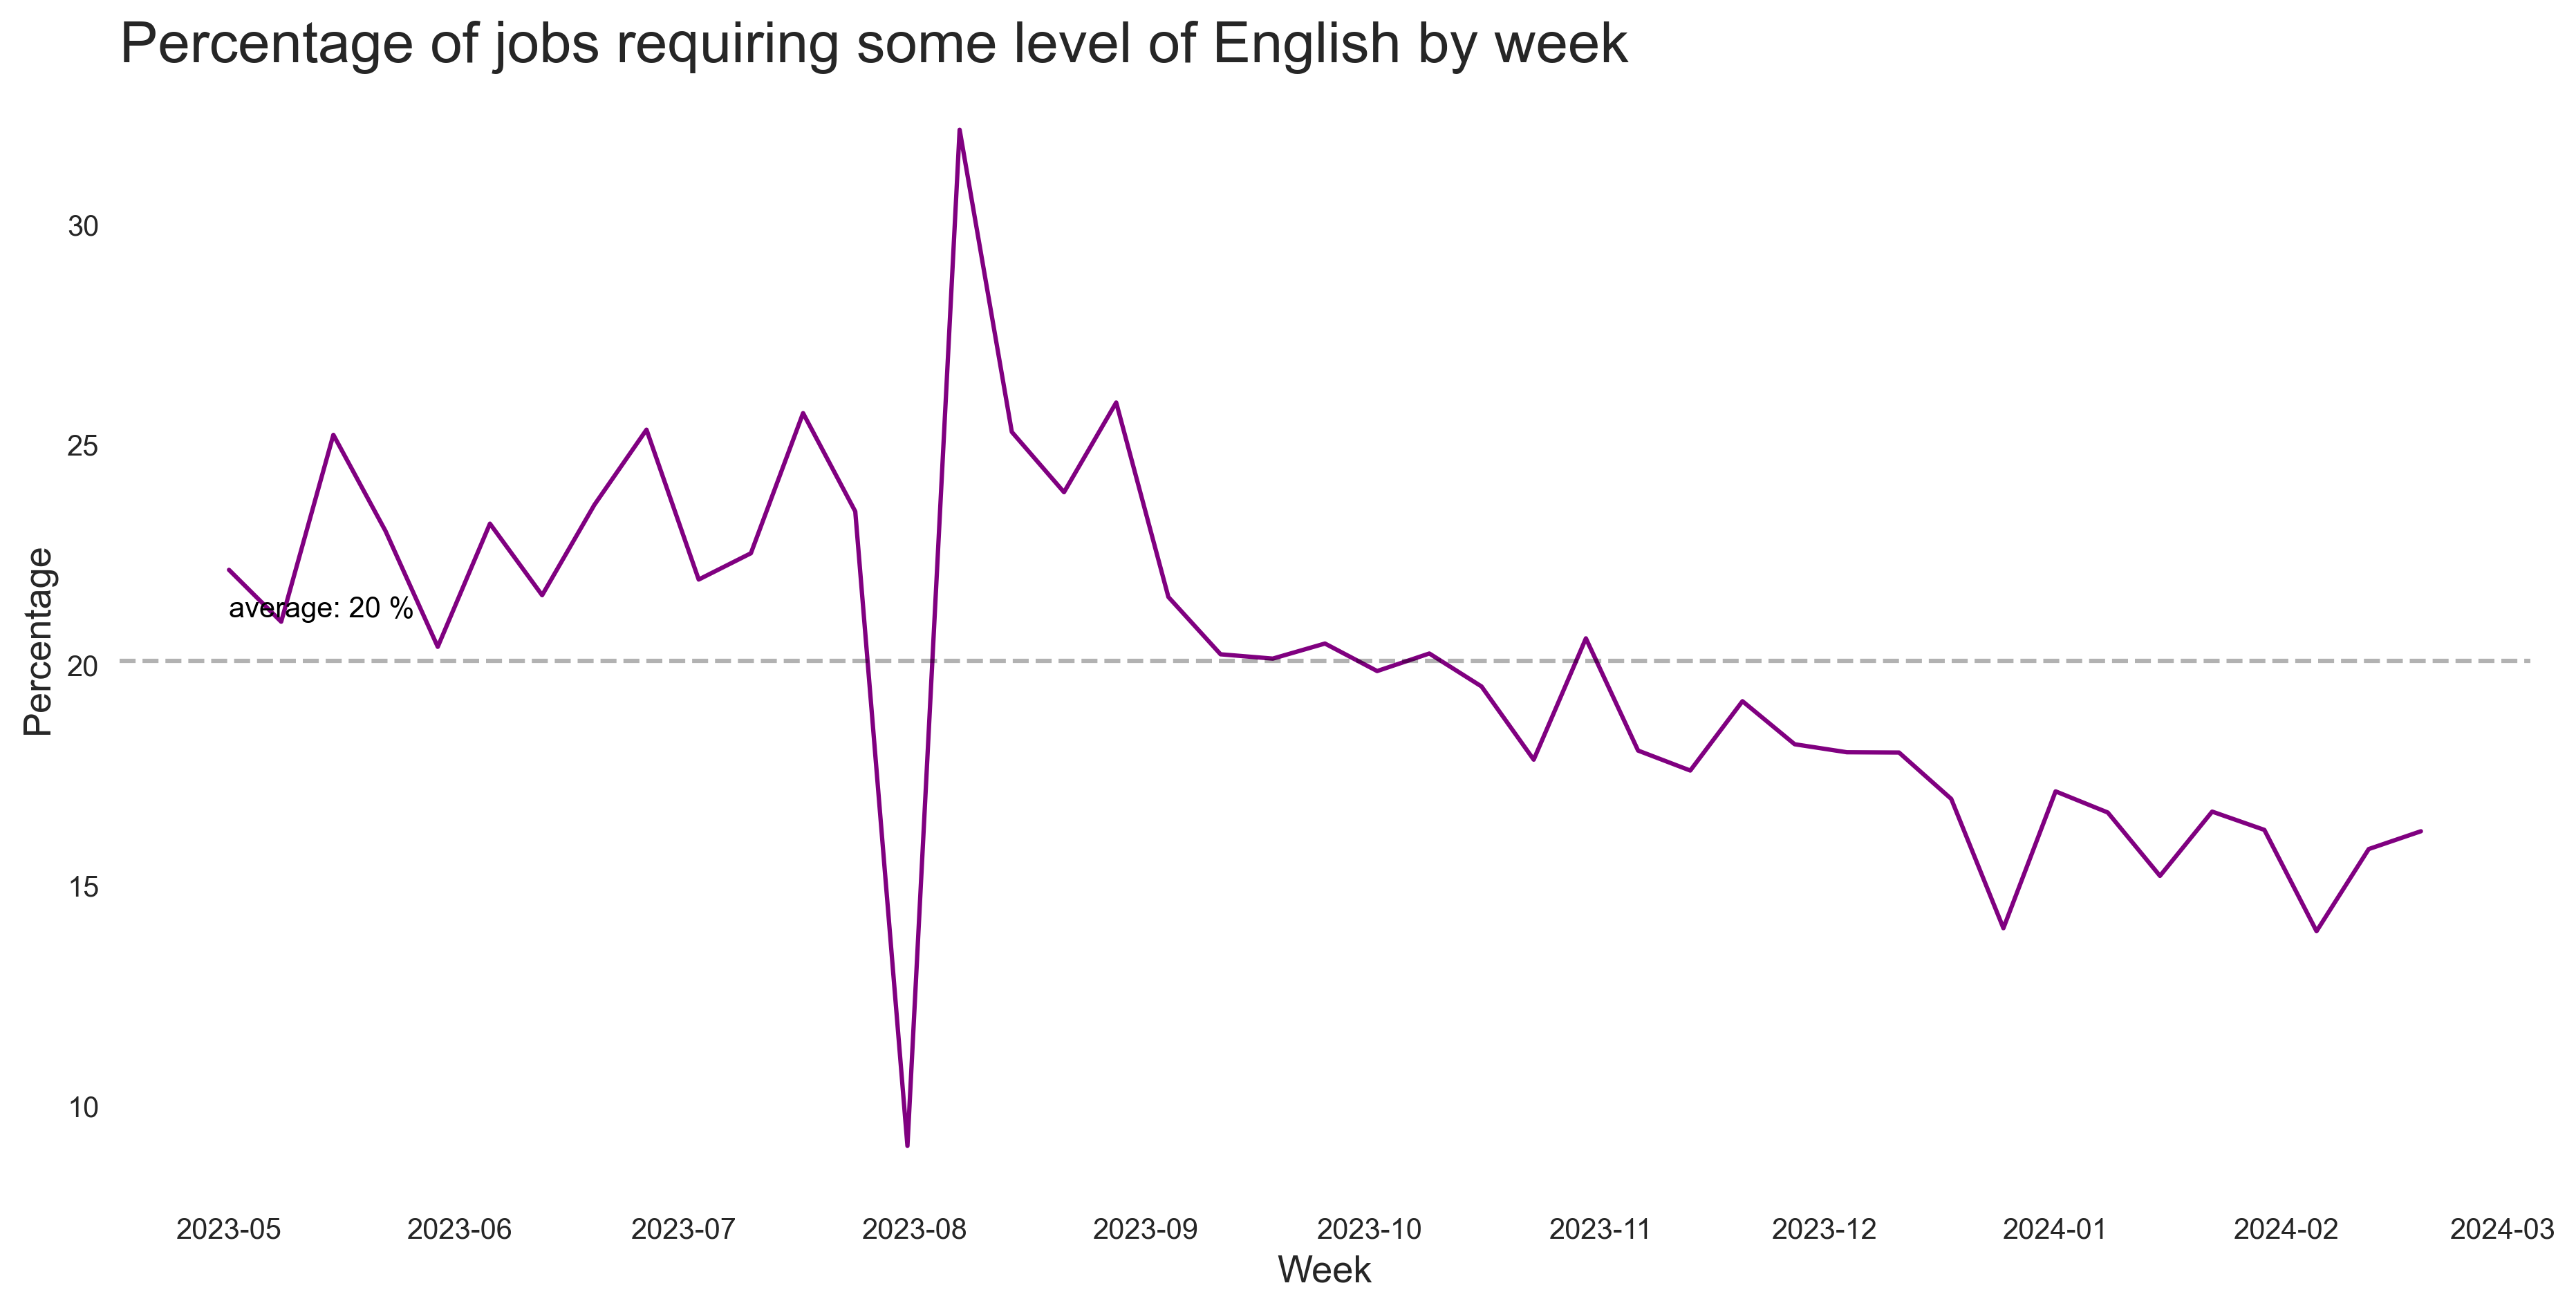 Percentage of jobs requiring some level of English by week
30
25
20
15
10
Percentage
average: 20 %
2023-05 2023-06 2023-07 2023-08 2023-09 2023-10 2023-11 2023-12 2024-01 2024-02 2024-03
Week